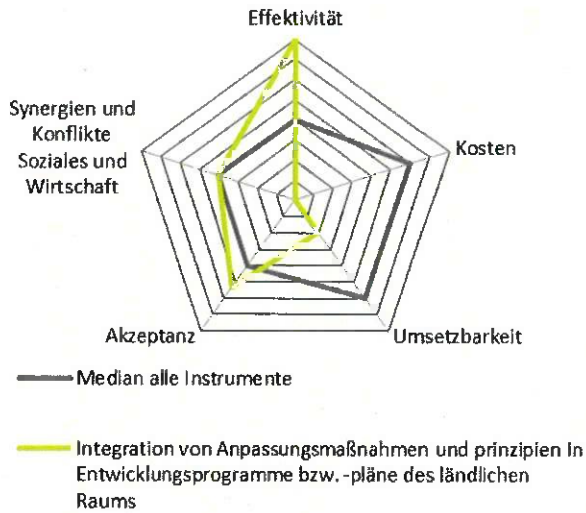 Effektivität
Synergien und
Konflikte
Soziales und
Wirtschaft
Kosten
Akzeptanz
Umsetzbarkeit
Median alle Instrumente
Integration von Anpassungsmaßnahmen und prinzipien in
Entwicklungsprogramme bzw. -pläne des ländlichen
Raums